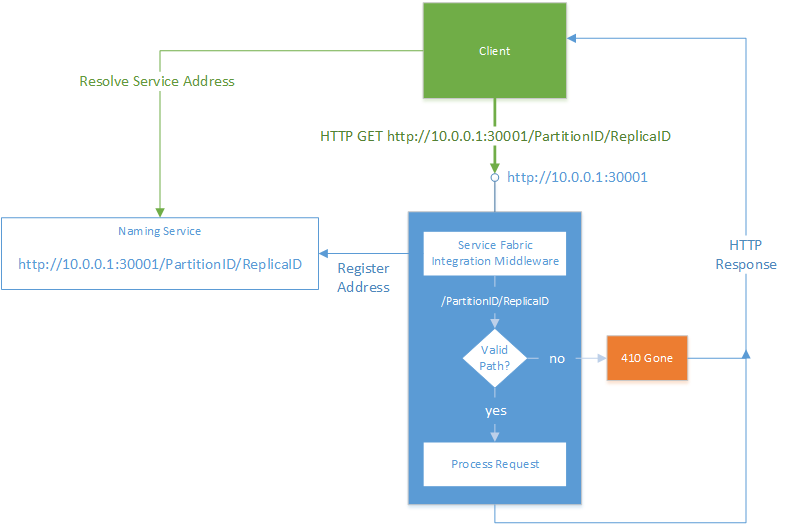 Client
Resolve Service Address
HTTP GET http://10.0.0.1:30001/PartitionID/ReplicaID
http://10.0.0.1:30001
Naming Service
http://10.0.0.1:30001/PartitionID/ReplicaID
Register
Address
Service Fabric
Integration Middleware
/PartitionID/ReplicaID
HTTP
Response
Valid
Path?
no
410 Gone
yes
Process Request